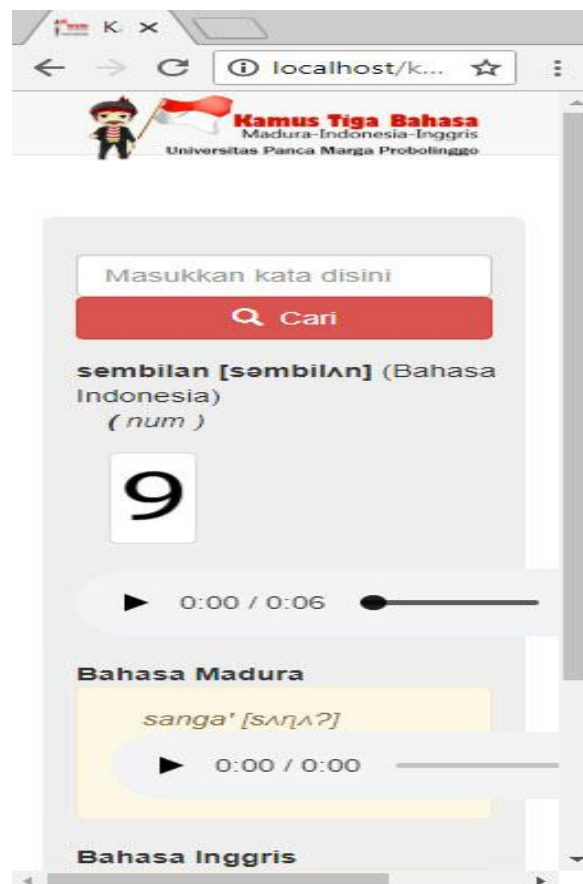 K
localhost/k...
Kamus Tiga Bahasa
Madura-Indonesia-Inggris
Universitas Panca Marga Probolinggo
Masukkan kata disini
Cari
sembilan [səmbilʌn] (Bahasa
Indonesia)
( num )
9
0:00 / 0:06
Bahasa Madura
sanga' [sʌɳʌ?]
0:00 / 0:00
Bahasa Inggris